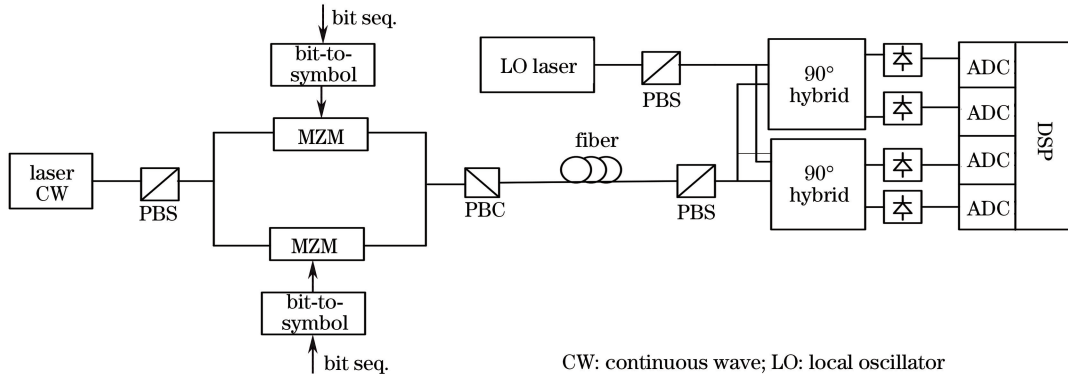 bit seq.
bit-to-
symbol
MZM
laser
CW
PBS
PBC
MZM
bit-to-
symbol
bit seq.
fiber
PBS
LO laser
PBS
90°
hybrid
90°
hybrid
ADC
ADC
ADC
ADC
DSP
CW: continuous wave; LO: local oscillator